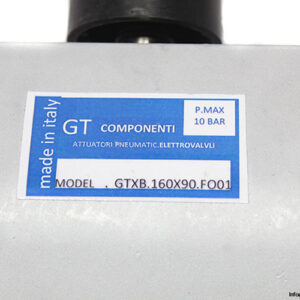 made in italy
GT COMPONENTI
P.MAX
10 BAR
ATTUATORI PNEUMATIC.ELETTROVALVLI
MODEL . GTXB.160X90.FO01